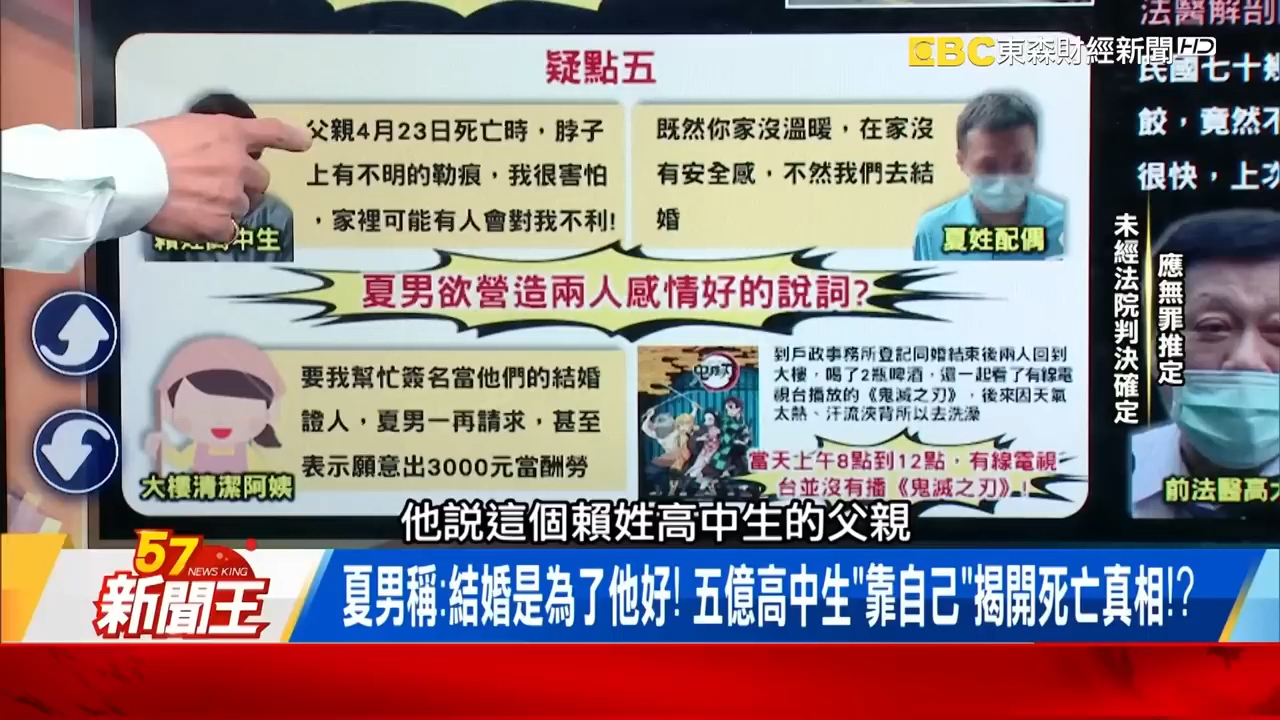 法醫解剖
EBC 東森財經新聞 HD
民國七十幾
餃，竟然不
很快，上次
疑點五
父親4月23日死亡時，脖子
上有不明的勒痕，我很害怕
，家裡可能有人會對我不利!
賴姓高中生
既然你家沒溫暖，在家沒
有安全感，不然我們去結
婚
夏姓配偶
夏男欲營造兩人感情好的說詞?
要我幫忙簽名當他們的結婚
證人，夏男一再請求，甚至
表示願意出3000元當酬勞
大樓清潔阿姨
到戶政事務所登記同婚結束後兩人回到
大樓，喝了2瓶啤酒，還一起看了有線電
視台播放的《鬼滅之刃》，後來因天氣
太熱、汗流浹背所以去洗澡
當天上午8點到12點，有線電視
台並沒有播《鬼滅之刃》!
未經法院判決確定
應無罪推定
前法醫高大
他說這個賴姓高中生的父親
57
NEWS KING
新聞王
夏男稱:結婚是為了他好! 五億高中生"靠自己"揭開死亡真相!?